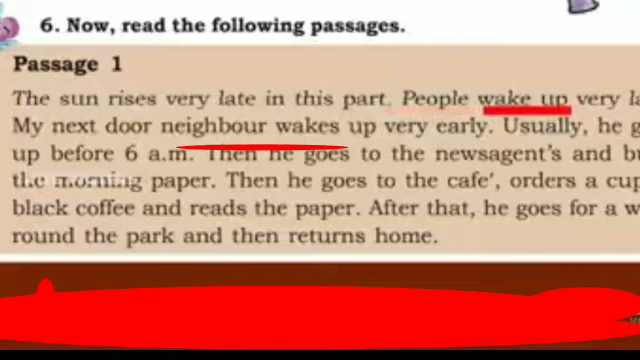 6. Now, read the following passages.
Passage 1
The sun rises very late in this part. People wake up very
My next door neighbour wakes up very early. Usually, he
up before 6 a.m. Then he goes to the newsagent's and
the morning paper. Then he goes to the cafe', orders a cup
black coffee and reads the paper. After that, he goes for a
round the park and then returns home.